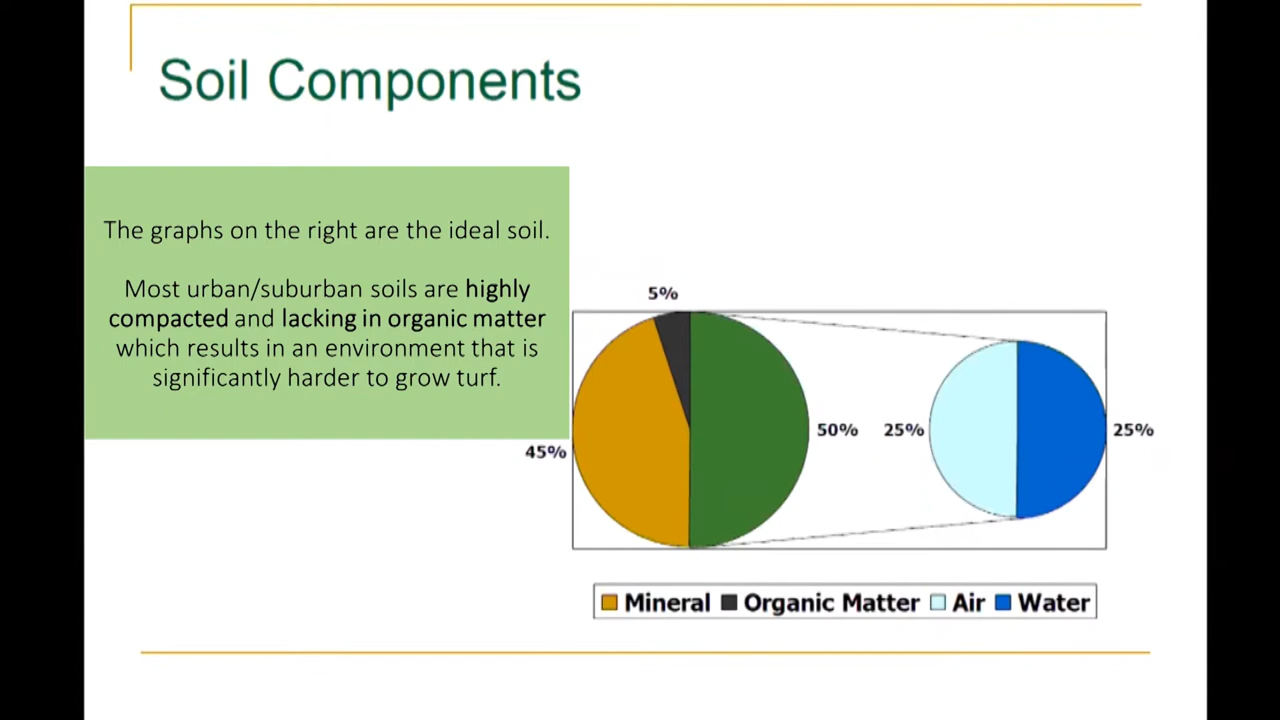 Soil Components
The graphs on the right are the ideal soil.
Most urban/suburban soils are highly
compacted and lacking in organic matter
which results in an environment that is
significantly harder to grow turf.
5%
50%
25%
25%
45%
Mineral Organic Matter Air Water